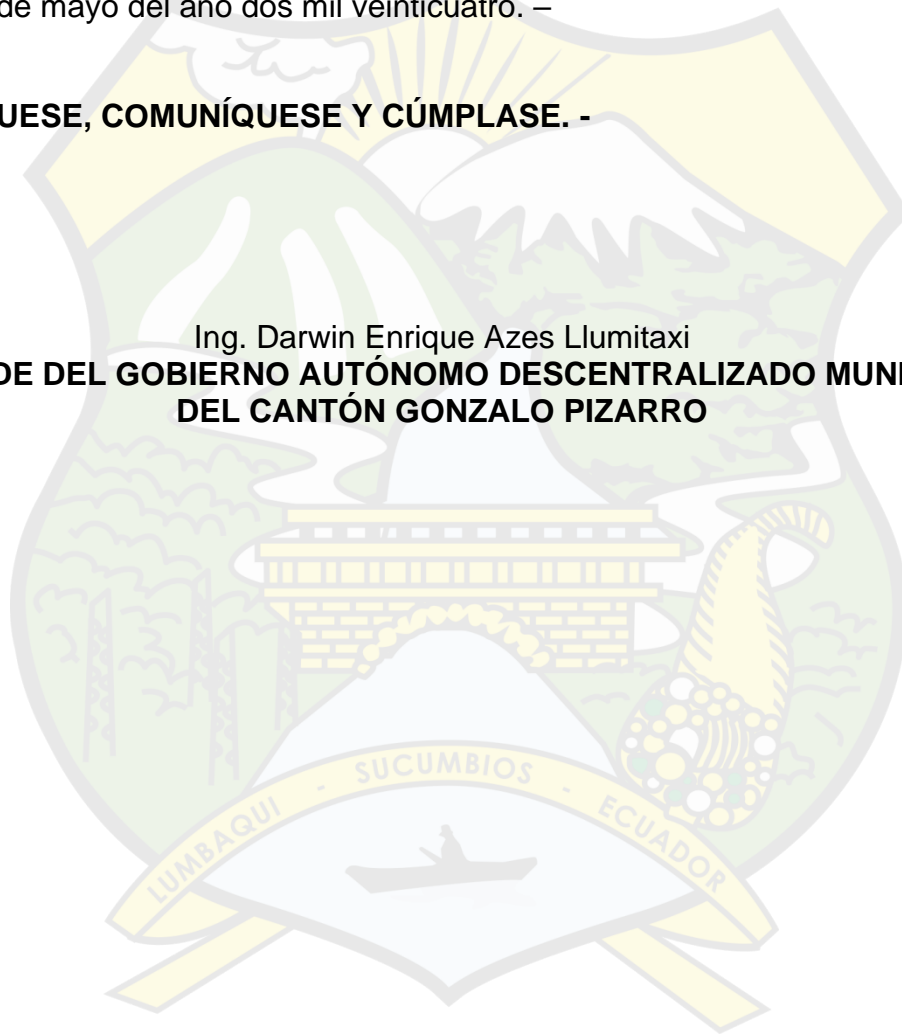 de mayo del año dos mil veinticuatro. –
UESE, COMUNÍQUESE Y CÚMPLASE. -
Ing. Darwin Enrique Azes Llumitaxi
DE DEL GOBIERNO AUTÓNOMO DESCENTRALIZADO MUNI
DEL CANTÓN GONZALO PIZARRO
LUMBAQUI - SUCUMBIOS - ECUADOR